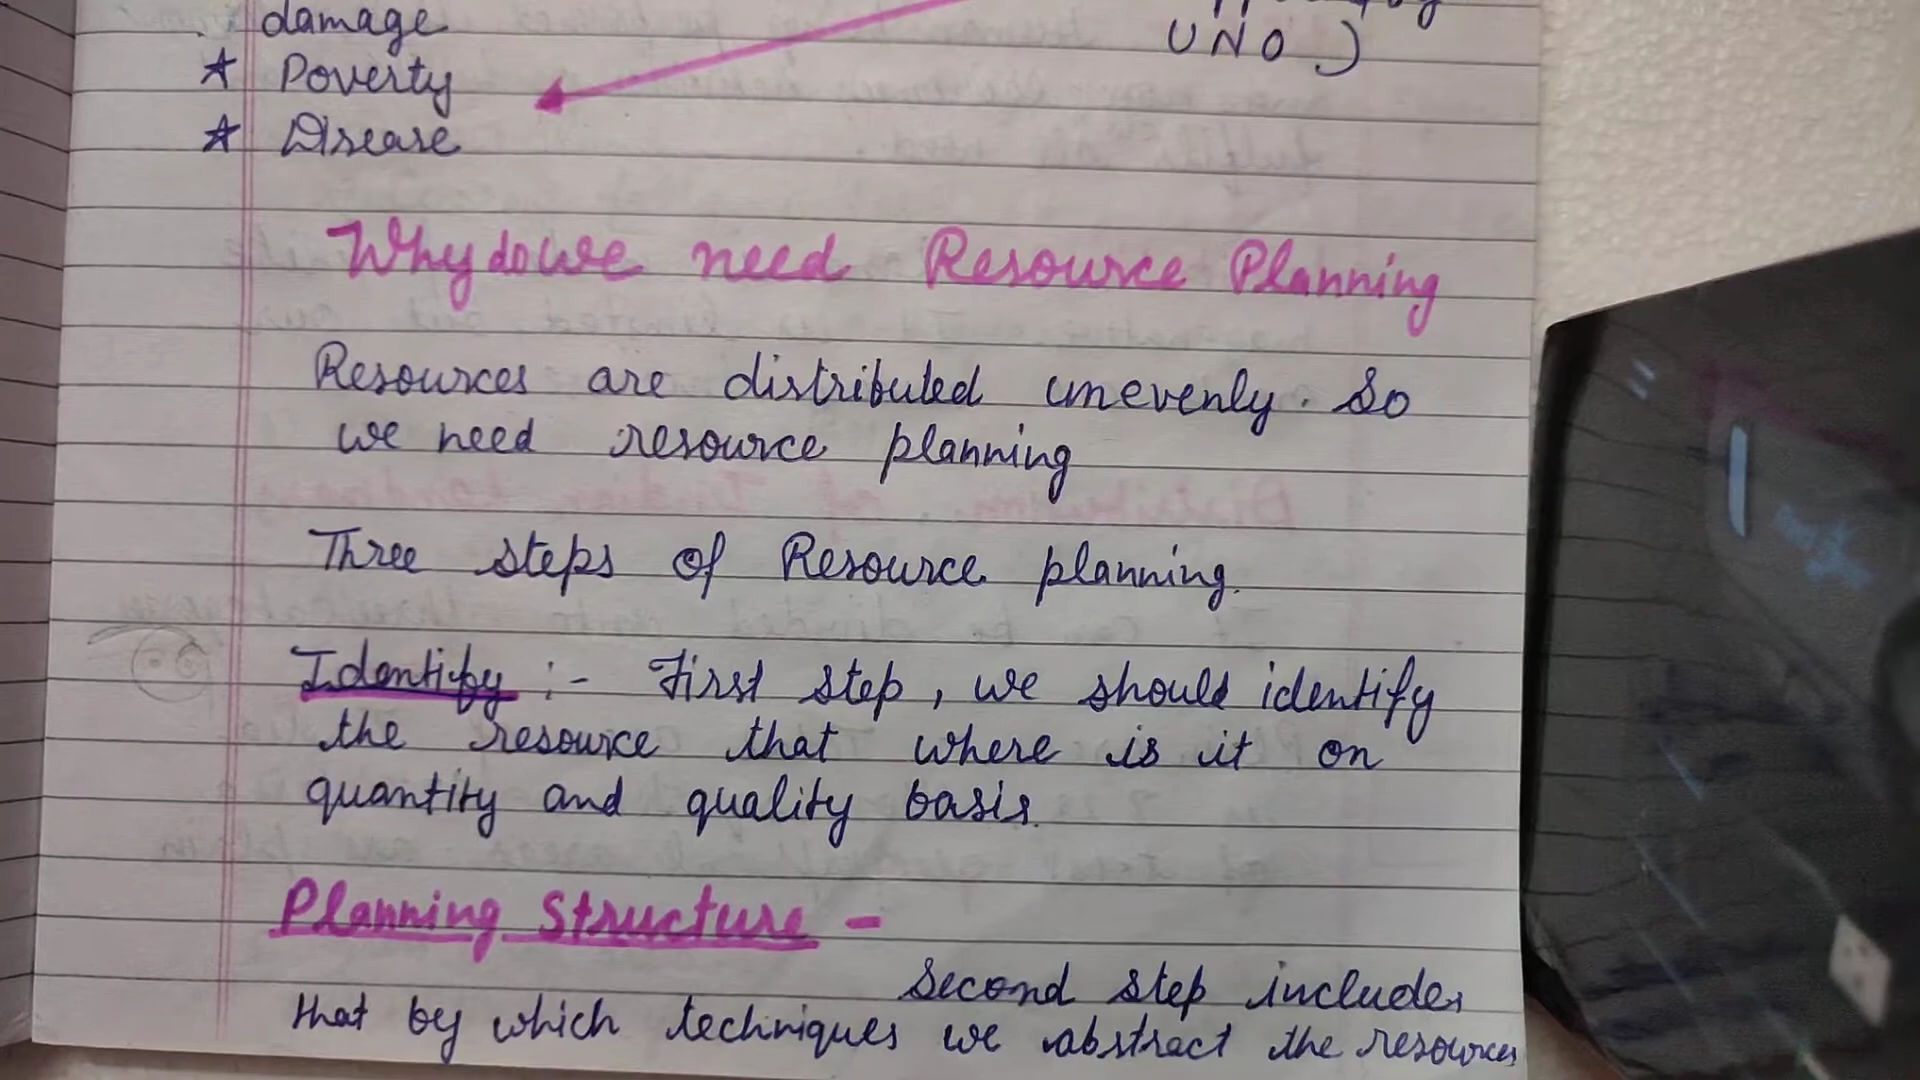 damage
UNO)
★ Poverty
★ Disease
Why do we need Resource Planning
Resources are distributed unevenly. So
we need resource planning
Three steps of Resource planning.
Identify :- First step, we should identify
the resource that where is it on
quantity and quality basis.
Planning Structure -
Second step includes
that by which techniques we abstract the resources